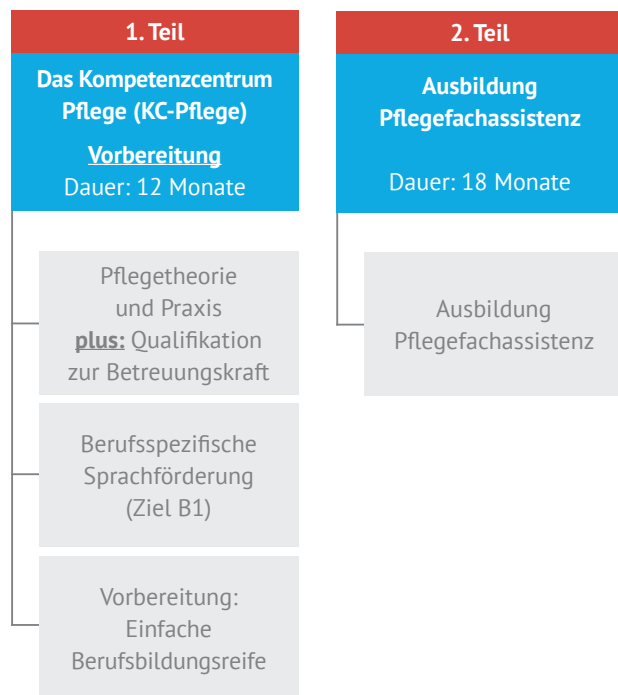 1. Teil
Das Kompetenzcentrum
Pflege (KC-Pflege)
Vorbereitung
Dauer: 12 Monate
Pflegetheorie
und Praxis
plus: Qualifikation
zur Betreuungskraft
Berufsspezifische
Sprachförderung
(Ziel B1)
Vorbereitung:
Einfache
Berufsbildungsreife
2. Teil
Ausbildung
Pflegefachassistenz
Dauer: 18 Monate
Ausbildung
Pflegefachassistenz